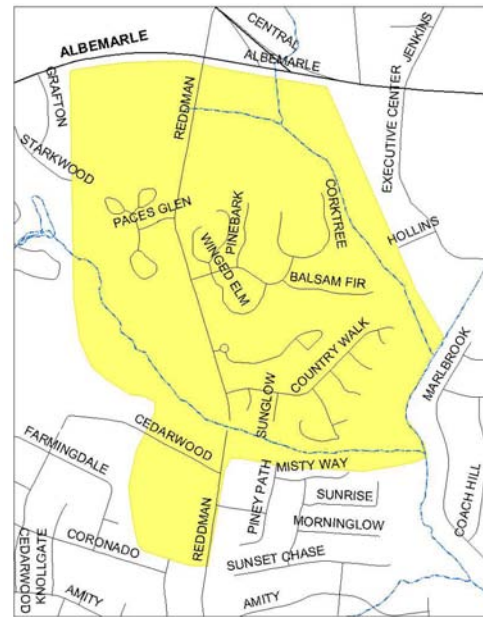 CENTRAL
JENKINS
ALBEMARLE
ALBEMARLE
GRAFTON
REDDMAN
EXECUTIVE CENTER
STARKWOOD
PACES GLEN
PINEBARK
CORKTREE
WINGED ELM
HOLLINS
BALSAM FIR
COUNTRY WALK
MARLBROOK
SUNGLOW
CEDARWOOD
FARMINGDALE
MISTY WAY
PINEY PATH
SUNRISE
REDDMAN
MORNINGLOW
COACH HILL
CORONADO
SUNSET CHASE
CEDARWOOD
KNOLLGATE
AMITY
AMITY